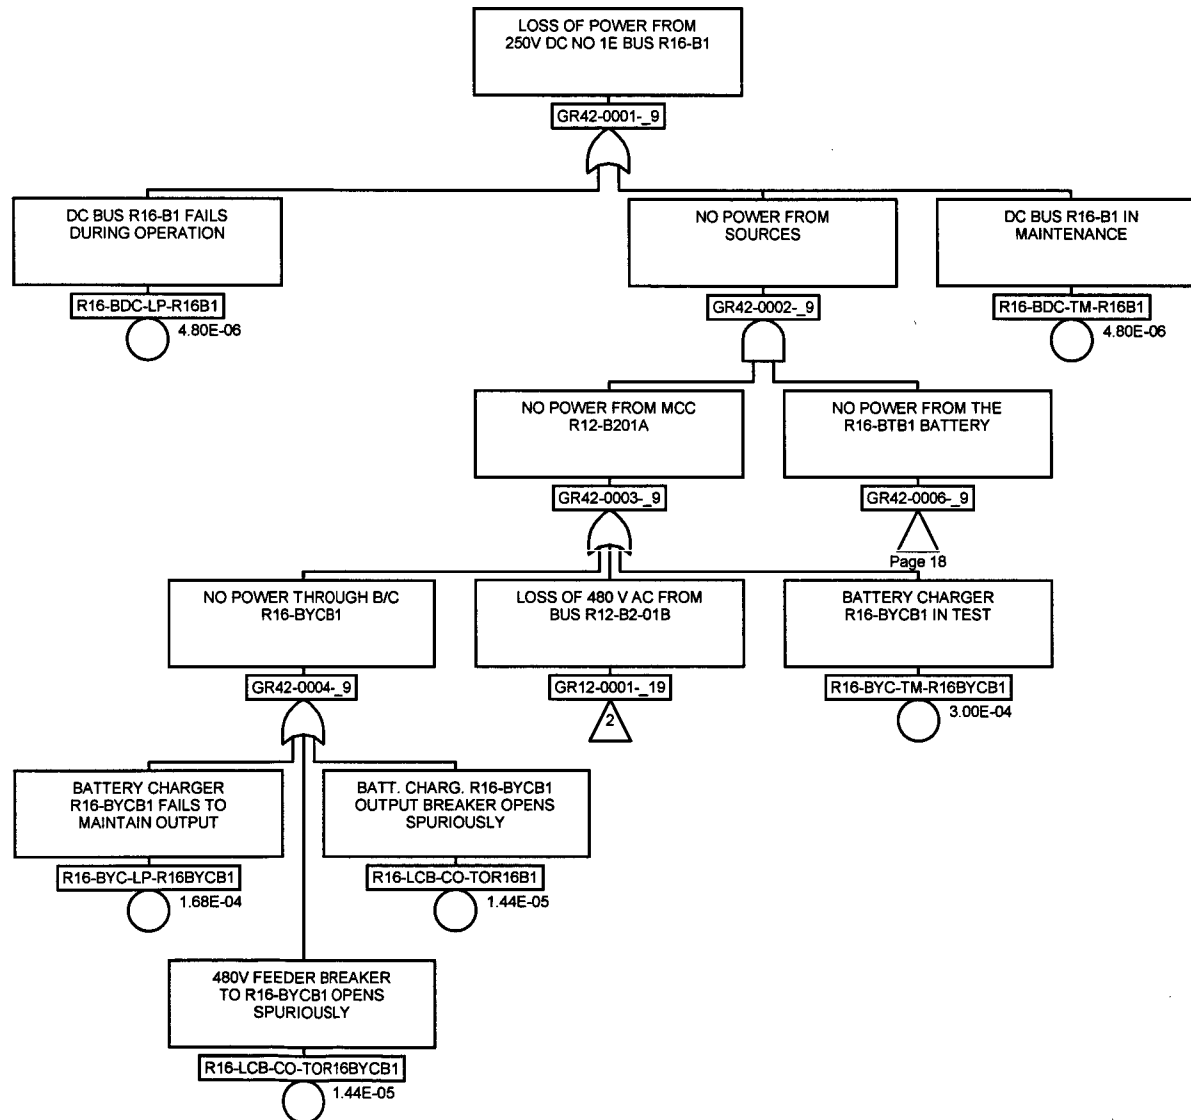 LOSS OF POWER FROM
250V DC NO 1E BUS R16-B1
GR42-0001-_9
DC BUS R16-B1 FAILS
DURING OPERATION
R16-BDC-LP-R16B1
4.80E-06
NO POWER FROM
SOURCES
GR42-0002-_9
DC BUS R16-B1 IN
MAINTENANCE
R16-BDC-TM-R16B1
4.80E-06
NO POWER FROM MCC
R12-B201A
GR42-0003-_9
NO POWER FROM THE
R16-BTB1 BATTERY
GR42-0006-_9
Page 18
NO POWER THROUGH B/C
R16-BYCB1
GR42-0004-_9
LOSS OF 480 V AC FROM
BUS R12-B2-01B
GR12-0001-_19
2
BATTERY CHARGER
R16-BYCB1 IN TEST
R16-BYC-TM-R16BYCB1
3.00E-04
BATTERY CHARGER
R16-BYCB1 FAILS TO
MAINTAIN OUTPUT
R16-BYC-LP-R16BYCB1
1.68E-04
BATT. CHARG. R16-BYCB1
OUTPUT BREAKER OPENS
SPURIOUSLY
R16-LCB-CO-TOR16B1
1.44E-05
480V FEEDER BREAKER
TO R16-BYCB1 OPENS
SPURIOUSLY
R16-LCB-CO-TOR16BYCB1
1.44E-05